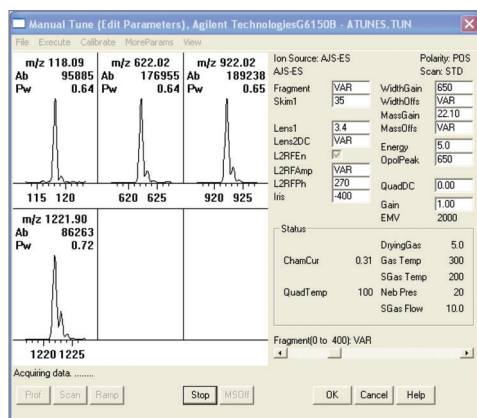 Manual Tune (Edit Parameters), Agilent TechnologiesG6150B - ATUNES.TUN
File Execute Calibrate MoreParams View
m/z 118.09
Ab 95885
Pw 0.64
115 120
m/z 622.02
Ab 176955
Pw 0.64
620 625
m/z 922.02
Ab 189238
Pw 0.65
920 925
m/z 1221.90
Ab 86263
Pw 0.72
1220 1225
Ion Source: AJS-ES Polarity: POS
AJS-ES Scan: STD
Fragment VAR WidthGain 650
Skim1 35 WidthOffs VAR
MassGain 22.10
Lens1 3.4 MassOffs VAR
Lens2DC VAR
L2RFEn Energy 5.0
L2RFAmp VAR OpolPeak 650
L2RFPh 270 QuadDC 0.00
Iris -400
Gain 1.00
EMV 2000
Status
DryingGas 5.0
ChamCur 0.31 Gas Temp 300
SGas Temp 200
QuadTemp 100 Neb Pres 20
SGas Flow 10.0
Fragment(0 to 400): VAR
Acquiring data. ........
Prof Scan Ramp Stop MSOff OK Cancel Help